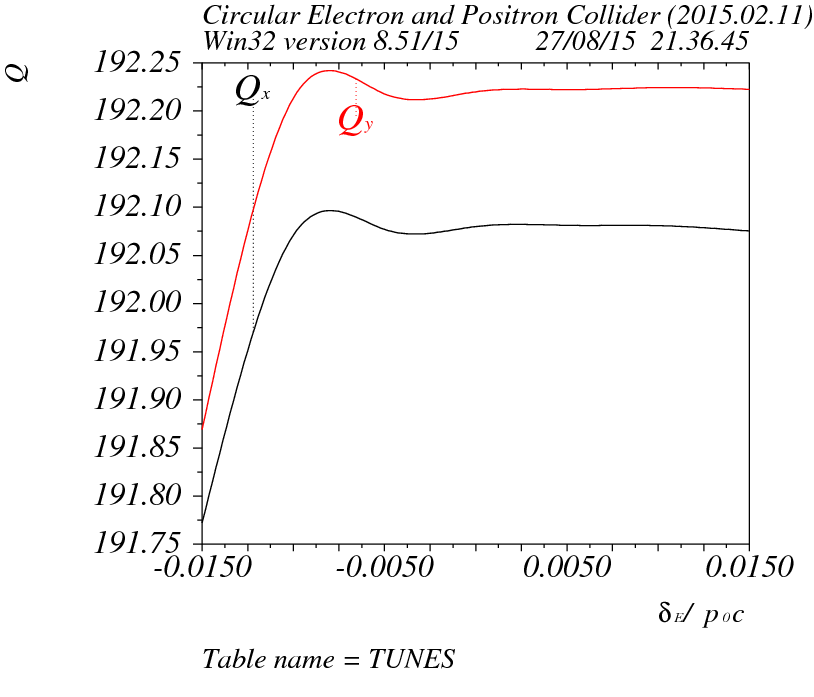 Circular Electron and Positron Collider (2015.02.11)
Win32 version 8.51/15 27/08/15 21.36.45
Q
192.25
192.20
192.15
192.10
192.05
192.00
191.95
191.90
191.85
191.80
191.75
Qx
Qy
-0.0150 -0.0050 0.0050 0.0150
δE/ p0c
Table name = TUNES